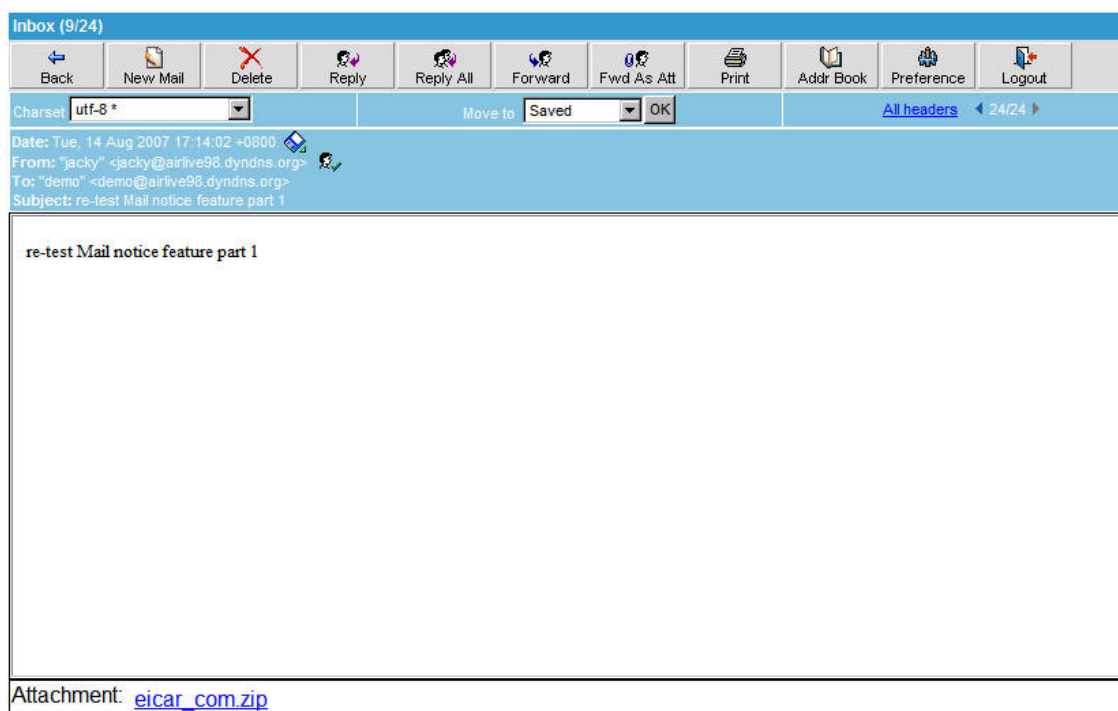 Inbox (9/24)
Back New Mail Delete Reply Reply All Forward Fwd As Att Print Addr Book Preference Logout
Charset utf-8 * Move to Saved OK All headers 24/24
Date: Tue, 14 Aug 2007 17:14:02 +0800
From: "jacky" <jacky@airlive98.dyndns.org>
To: "demo" <demo@airlive98.dyndns.org>
Subject: re-test Mail notice feature part 1
re-test Mail notice feature part 1
Attachment: eicar_com.zip